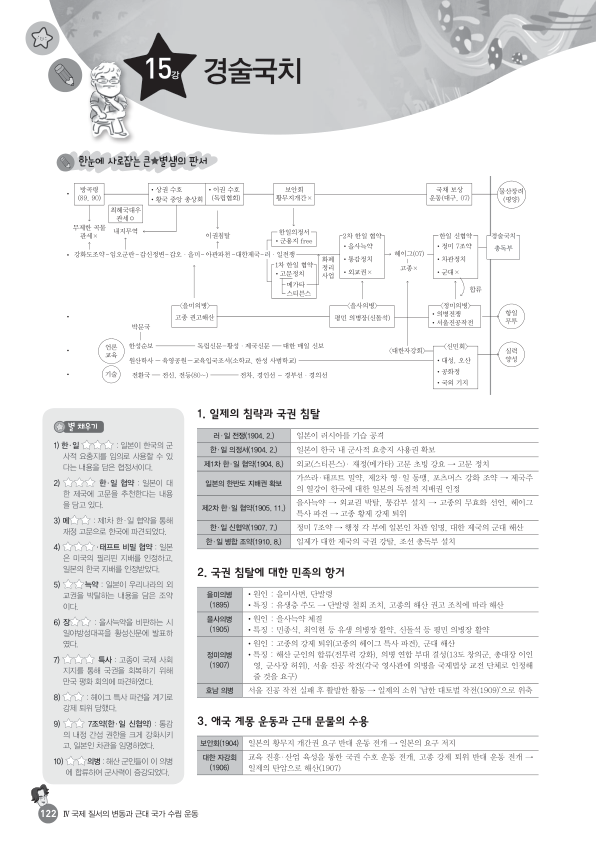 15강 경술국치
한눈에 사로잡는 큰★별쌤의 판서
방곡령
(89, 90)
• 상권 수호
• 황국 중앙 총상회
• 이권 수호
(독립협회)
보안회
황무지개간×
국채 보상
운동(대구, 07)
물산장려
(평양)
최혜국대우
관세 O
무제한 곡물
관세×
내지무역
이권침탈
한일의정서
• 군용지 free
1차 한일 협약
• 고문정치
메가타
스티븐스
화폐
정리
사업
2차 한일 협약
• 을사늑약
• 통감정치
• 외교권×
헤이그(07)
고종×
한일 신협약
• 정미 7조약
• 차관정치
• 군대×
경술국치
총독부
강화도조약-임오군란-갑신정변-갑오-을미-아관파천-대한제국-러·일전쟁
합류
<을미의병>
고종 권고해산
<을사의병>
평민 의병장(신돌석)
<정미의병>
• 의병전쟁
• 서울진공작전
항일
무투
박문국
언론
교육
한성순보 독립신문-황성·제국신문 대한 매일 신보
원산학사 - 육영공원-교육입국조서(소학교, 한성 사범학교)
<대한자강회>
<신민회>
• 대성, 오산
• 공화정
• 국외 기지
실력
양성
기술
전환국 - 전신, 전등(80~) 전차, 경인선 - 경부선·경의선
별 채우기
1) 한·일 : 일본이 한국의 군
사적 요충지를 임의로 사용할 수 있
다는 내용을 담은 협정서이다.
2) 한·일 협약 : 일본이 대
한 제국에 고문을 추천한다는 내용
을 담고 있다.
3) 메 : 제1차 한·일 협약을 통해
재정 고문으로 한국에 파견되었다.
4) ·태프트 비밀 협약 : 일본
은 미국의 필리핀 지배를 인정하고,
일본의 한국 지배를 인정받았다.
5) 늑약 : 일본이 우리나라의 외
교권을 박탈하는 내용을 담은 조약
이다.
6) 장 : 을사늑약을 비판하는 시
일야방성대곡을 황성신문에 발표하
였다.
7) 특사 : 고종이 국제 사회
지지를 통해 국권을 회복하기 위해
만국 평화 회의에 파견하였다.
8) : 헤이그 특사 파견을 계기로
강제 퇴위 당했다.
9) 7조약(한·일 신협약) : 통감
의 내정 간섭 권한을 크게 강화시키
고, 일본인 차관을 임명하였다.
10) 의병 : 해산 군인들이 이 의병
에 합류하여 군사력이 증강되었다.
1. 일제의 침략과 국권 침탈
러·일 전쟁(1904. 2.) 일본이 러시아를 기습 공격
한·일 의정서(1904. 2.) 일본이 한국 내 군사적 요충지 사용권 확보
제1차 한·일 협약(1904. 8.) 외교(스티븐스)·재정(메가타) 고문 초빙 강요 → 고문 정치
일본의 한반도 지배권 확보 가쓰라·태프트 밀약, 제2차 영·일 동맹, 포츠머스 강화 조약 → 제국주
의 열강이 한국에 대한 일본의 독점적 지배권 인정
제2차 한·일 협약(1905. 11.) 을사늑약 → 외교권 박탈, 통감부 설치 → 고종의 무효화 선언, 헤이그
특사 파견 → 고종 황제 강제 퇴위
한·일 신협약(1907. 7.) 정미 7조약 → 행정 각 부에 일본인 차관 임명, 대한 제국의 군대 해산
한·일 병합 조약(1910. 8.) 일제가 대한 제국의 국권 강탈, 조선 총독부 설치
2. 국권 침탈에 대한 민족의 항거
을미의병
(1895)
• 원인 : 을미사변, 단발령
• 특징 : 유생층 주도 → 단발령 철회 조치, 고종의 해산 권고 조칙에 따라 해산
을사의병
(1905)
• 원인 : 을사늑약 체결
• 특징 : 민종식, 최익현 등 유생 의병장 활약, 신돌석 등 평민 의병장 활약
정미의병
(1907)
• 원인 : 고종의 강제 퇴위(고종의 헤이그 특사 파견), 군대 해산
• 특징 : 해산 군인의 합류(전투력 강화), 의병 연합 부대 결성(13도 창의군, 총대장 이인
영, 군사장 허위), 서울 진공 작전(각국 영사관에 의병을 국제법상 교전 단체로 인정해
줄 것을 요구)
호남 의병 서울 진공 작전 실패 후 활발한 활동 → 일제의 소위 '남한 대토벌 작전(1909)'으로 위축
3. 애국 계몽 운동과 근대 문물의 수용
보안회(1904) 일본의 황무지 개간권 요구 반대 운동 전개 → 일본의 요구 저지
대한 자강회
(1906)
교육 진흥·산업 육성을 통한 국권 수호 운동 전개, 고종 강제 퇴위 반대 운동 전개 →
일제의 탄압으로 해산(1907)
122 Ⅳ 국제 질서의 변동과 근대 국가 수립 운동